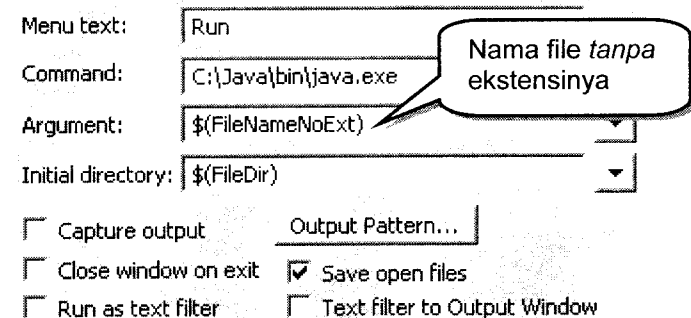 Menu text: Run
Nama file tanpa
ekstensinya
Command: C:\Java\bin\java.exe
Argument: $(FileNameNoExt)
Initial directory: $(FileDir)
Capture output Output Pattern...
Close window on exit Save open files
Run as text filter Text filter to Output Window